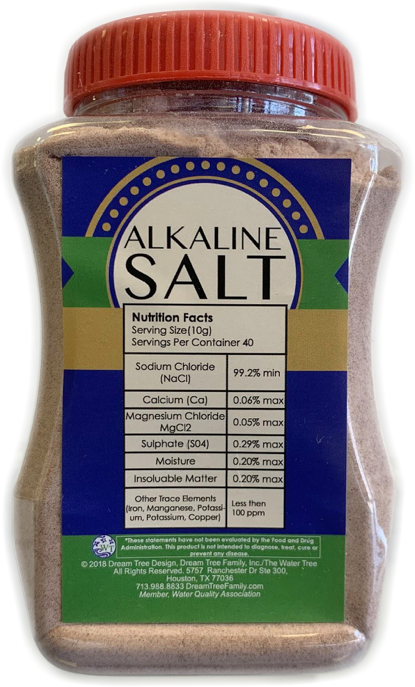 ALKALINE
SALT
Nutrition Facts
Serving Size(10g)
Servings Per Container 40
Sodium Chloride
(NaCl)
99.2% min
Calcium (Ca)
0.06% max
Magnesium Chloride
MgCl2
0.05% max
Sulphate (S04)
0.29% max
Moisture
0.20% max
Insoluable Matter
0.20% max
Other Trace Elements
(Iron, Manganese, Potassi-
um, Potassium, Copper)
Less then
100 ppm
*These statements have not been evaluated by the Food and Drug
Administration. This product is not intended to diagnose, treat, cure or
prevent any disease.
© 2018 Dream Tree Design, Dream Tree Family, Inc./The Water Tree
All Rights Reserved. 5757 Ranchester Dr Ste 300,
Houston, TX 77036
713.988.8833 DreamTreeFamily.com
Member, Water Quality Association